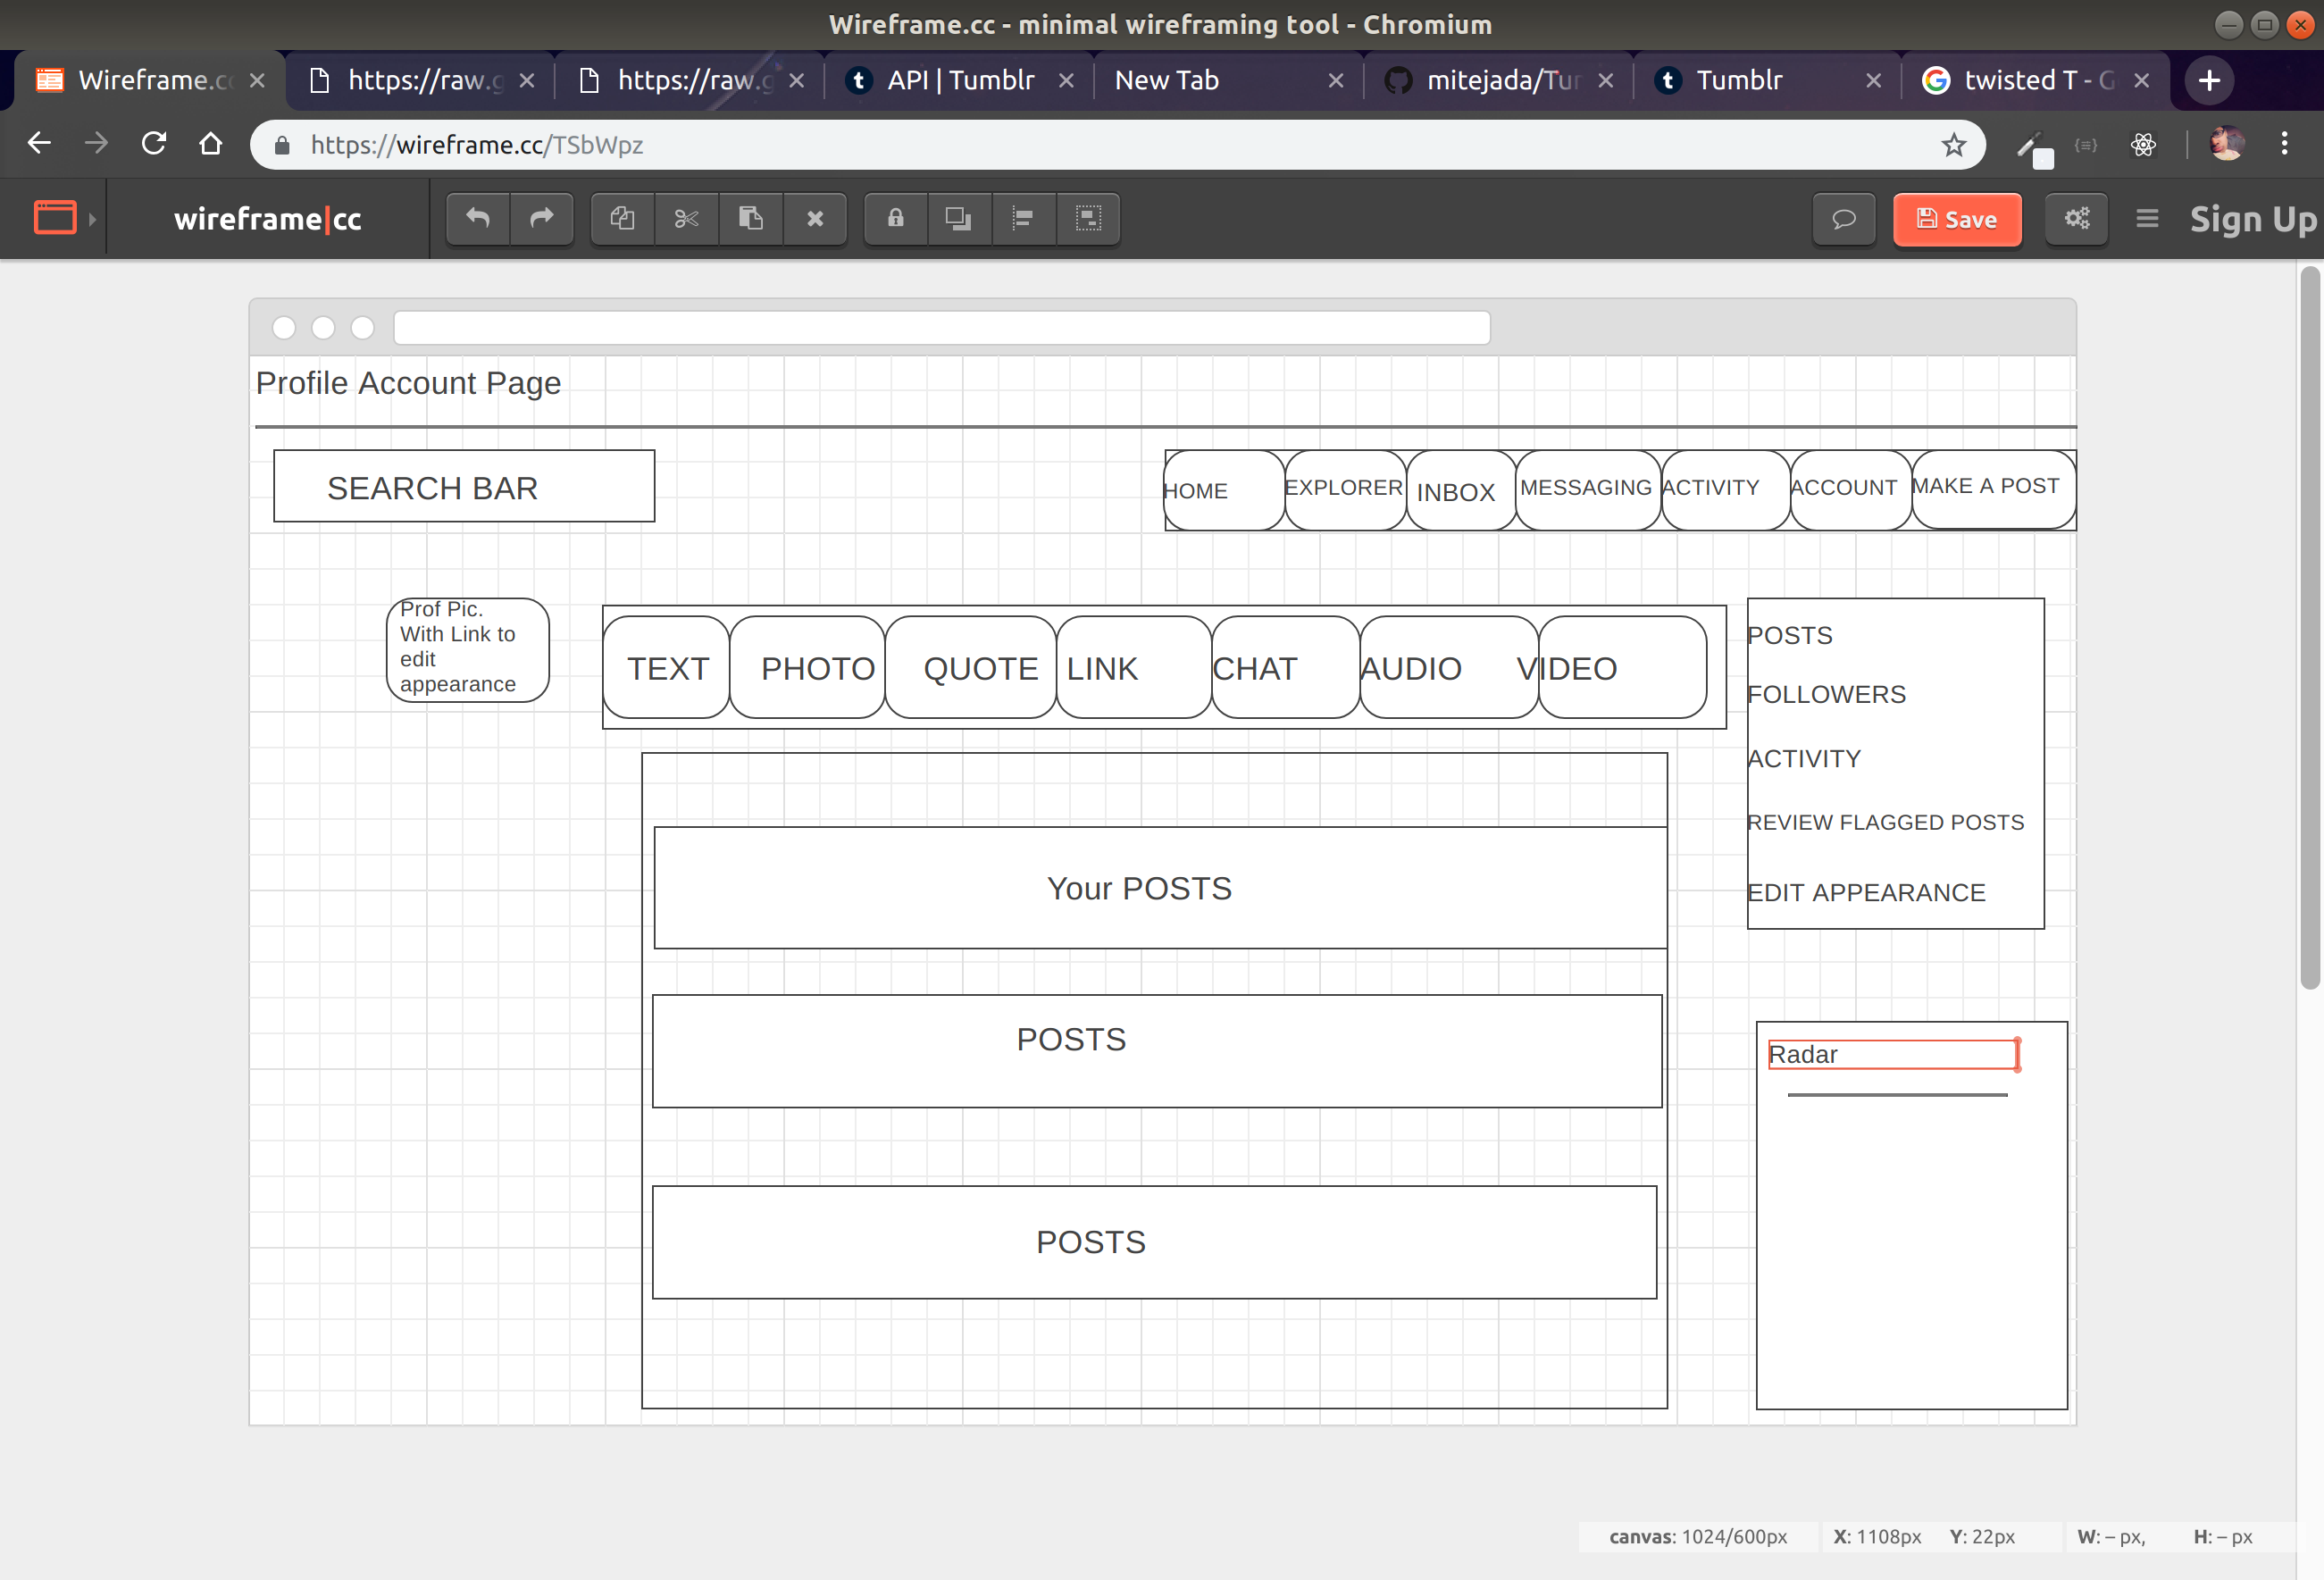 Wireframe.cc - minimal wireframing tool - Chromium
Wireframe.cc
https://raw.g
https://raw.g
API | Tumblr
New Tab
mitejada/Tur
Tumblr
twisted T - G
https://wireframe.cc/TSbWpz
wireframe|cc
Save
Sign Up
Profile Account Page
SEARCH BAR
HOME
EXPLORER
INBOX
MESSAGING
ACTIVITY
ACCOUNT
MAKE A POST
Prof Pic.
With Link to
edit
appearance
TEXT
PHOTO
QUOTE
LINK
CHAT
AUDIO
VIDEO
POSTS
FOLLOWERS
ACTIVITY
REVIEW FLAGGED POSTS
EDIT APPEARANCE
Your POSTS
POSTS
POSTS
Radar
canvas: 1024/600px
X: 1108px
Y: 22px
W: – px,
H: – px